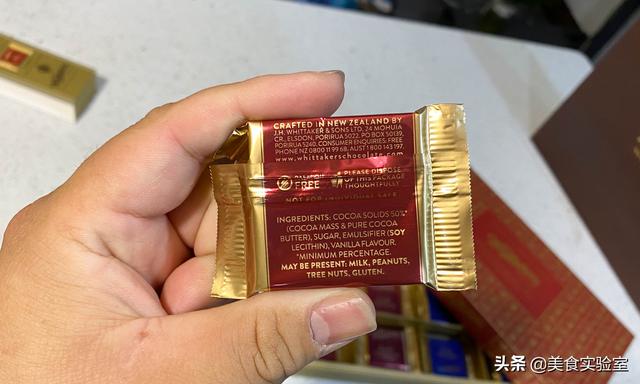 CRAFTED IN NEW ZEALAND BY
J.H. WHITTAKER & SONS LTD, 24 MOHUIA
CR., ELSDON, PORIRUA 5022. PO BOX 50139,
PORIRUA 5240. CONSUMER ENQUIRIES: FREE
PHONE NZ 0800 11 99 68, AUST 1 800 143 197.
www.whittakerschocolate.com
PALM OIL FREE
PLEASE DISPOSE
OF THIS PACKAGE
THOUGHTFULLY
NOT FOR INDIVIDUAL SALE
INGREDIENTS: COCOA SOLIDS 50%*
(COCOA MASS & PURE COCOA
BUTTER), SUGAR, EMULSIFIER (SOY
LECITHIN), VANILLA FLAVOUR.
*MINIMUM PERCENTAGE.
MAY BE PRESENT: MILK, PEANUTS,
TREE NUTS, GLUTEN.
头条 @美食实验室